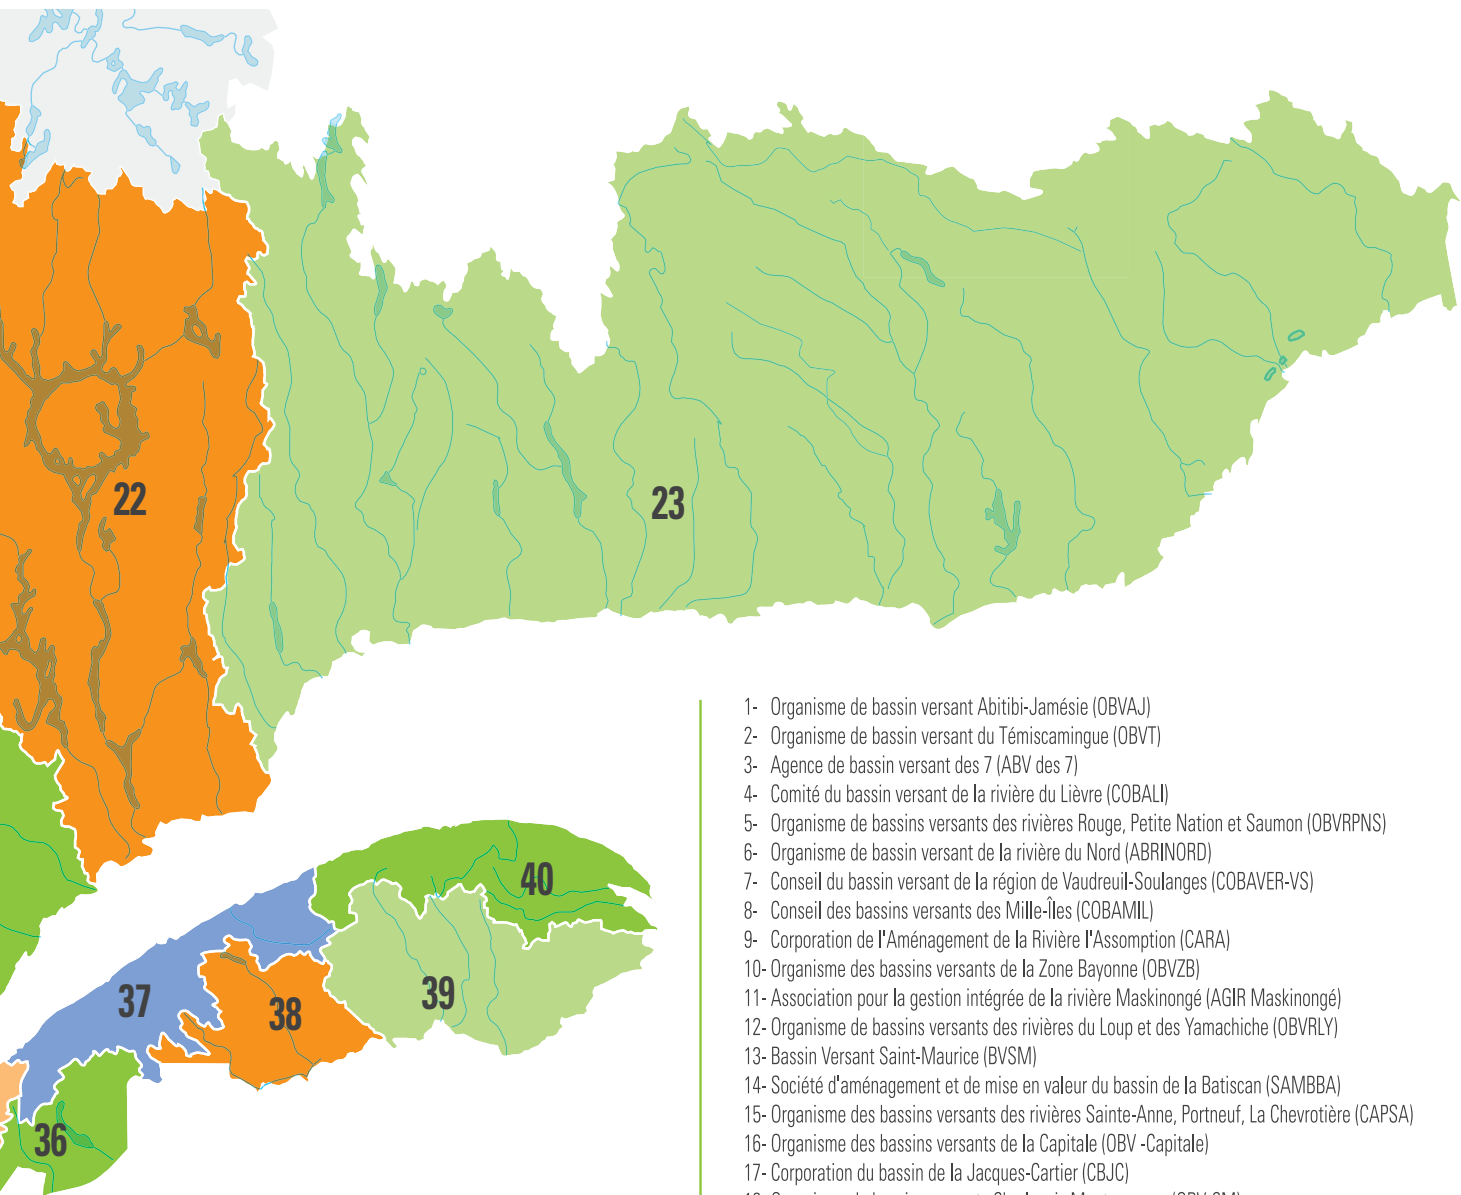 22
23
40
37
38
39
36
1- Organisme de bassin versant Abitibi-Jamésie (OBVAJ)
2- Organisme de bassin versant du Témiscamingue (OBVT)
3- Agence de bassin versant des 7 (ABV des 7)
4- Comité du bassin versant de la rivière du Lièvre (COBALI)
5- Organisme de bassins versants des rivières Rouge, Petite Nation et Saumon (OBVRPNS)
6- Organisme de bassin versant de la rivière du Nord (ABRINORD)
7- Conseil du bassin versant de la région de Vaudreuil-Soulanges (COBAVER-VS)
8- Conseil des bassins versants des Mille-Îles (COBAMIL)
9- Corporation de l'Aménagement de la Rivière l'Assomption (CARA)
10- Organisme des bassins versants de la Zone Bayonne (OBVZB)
11- Association pour la gestion intégrée de la rivière Maskinongé (AGIR Maskinongé)
12- Organisme de bassins versants des rivières du Loup et des Yamachiche (OBVRLY)
13- Bassin Versant Saint-Maurice (BVSM)
14- Société d'aménagement et de mise en valeur du bassin de la Batiscan (SAMBBA)
15- Organisme des bassins versants des rivières Sainte-Anne, Portneuf, La Chevrotière (CAPSA)
16- Organisme des bassins versants de la Capitale (OBV -Capitale)
17- Corporation du bassin de la Jacques-Cartier (CBJC)